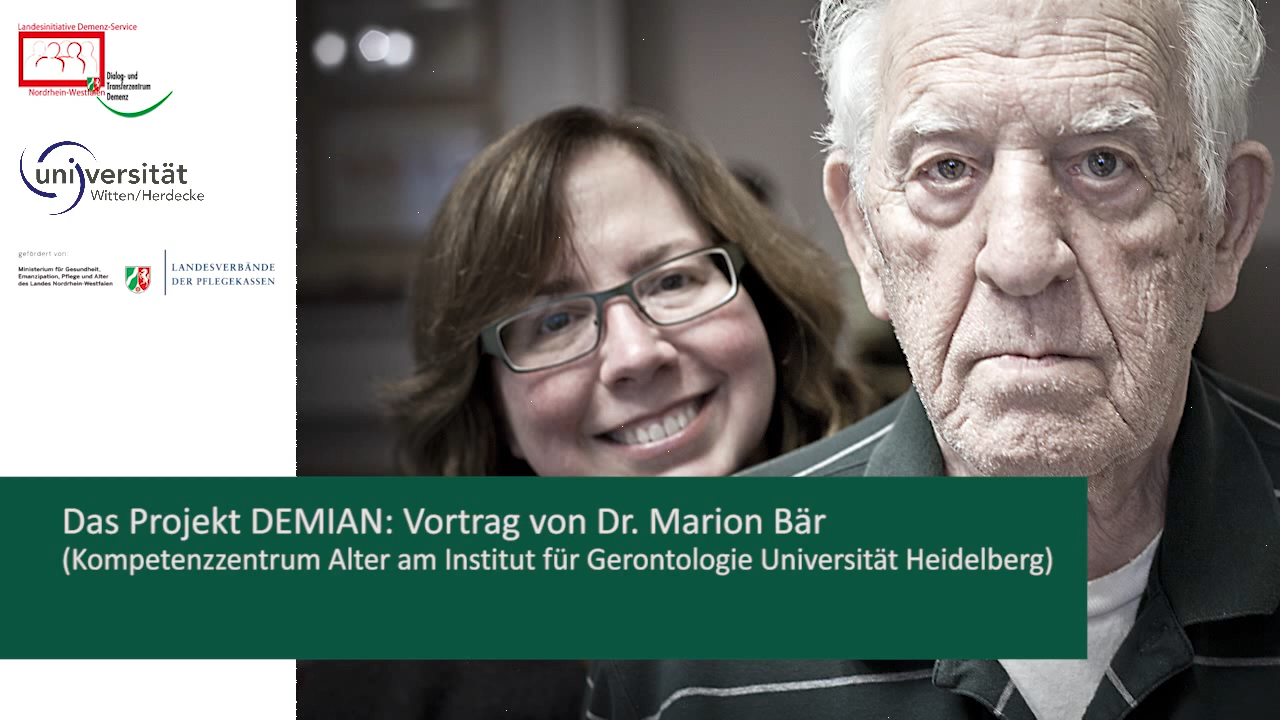 Landesinitiative Demenz-Service
Nordrhein-Westfalen
Dialog- und
Transferzentrum
Demenz
universität
Witten/Herdecke
gefördert von:
Ministerium für Gesundheit,
Emanzipation, Pflege und Alter
des Landes Nordrhein-Westfalen
LANDESVERBÄNDE
DER PFLEGEKASSEN
Das Projekt DEMIAN: Vortrag von Dr. Marion Bär
(Kompetenzzentrum Alter am Institut für Gerontologie Universität Heidelberg)